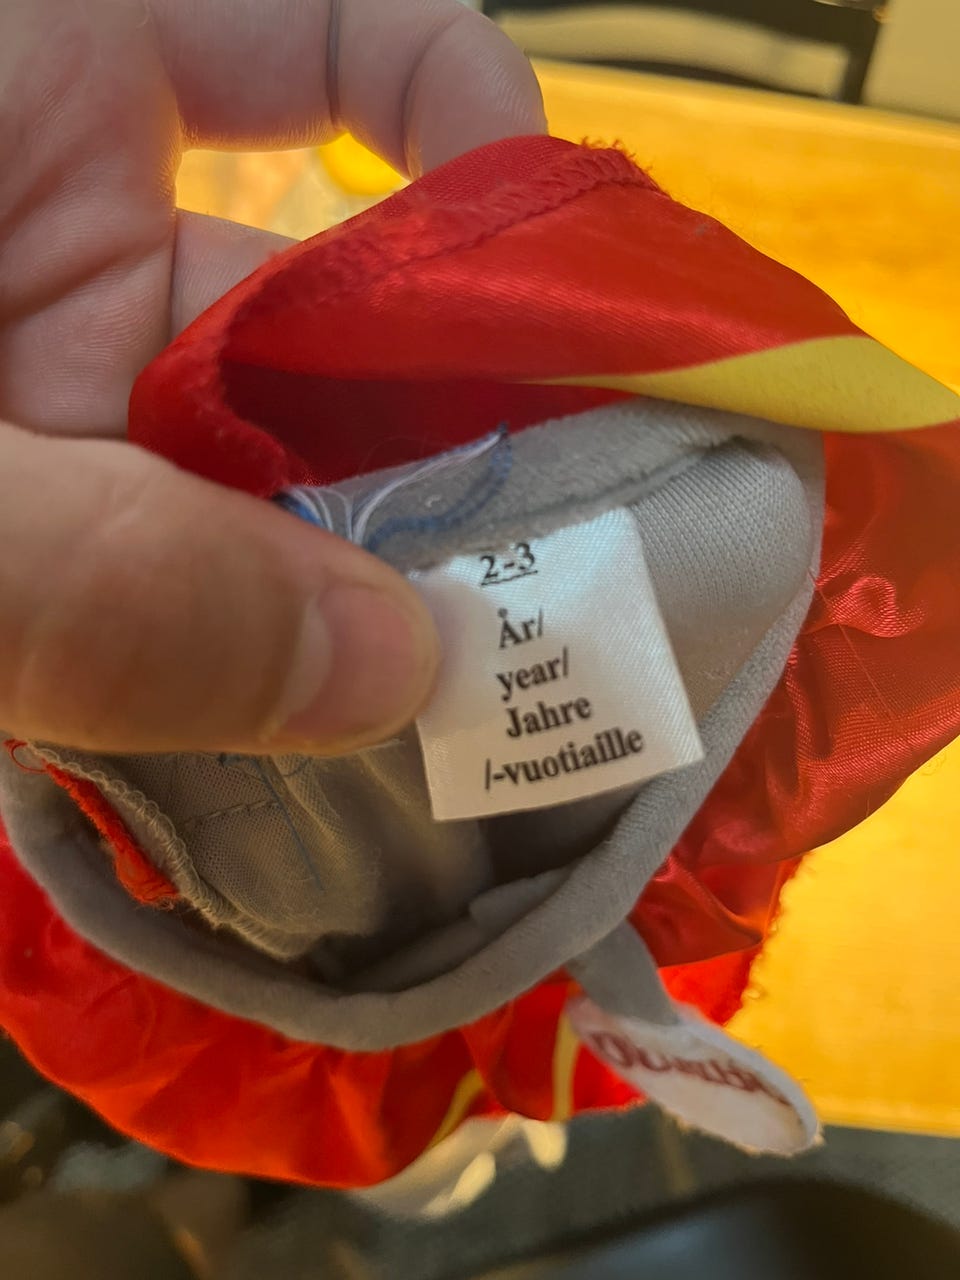 2-3
År/
year/
Jahre
/-vuotiaille